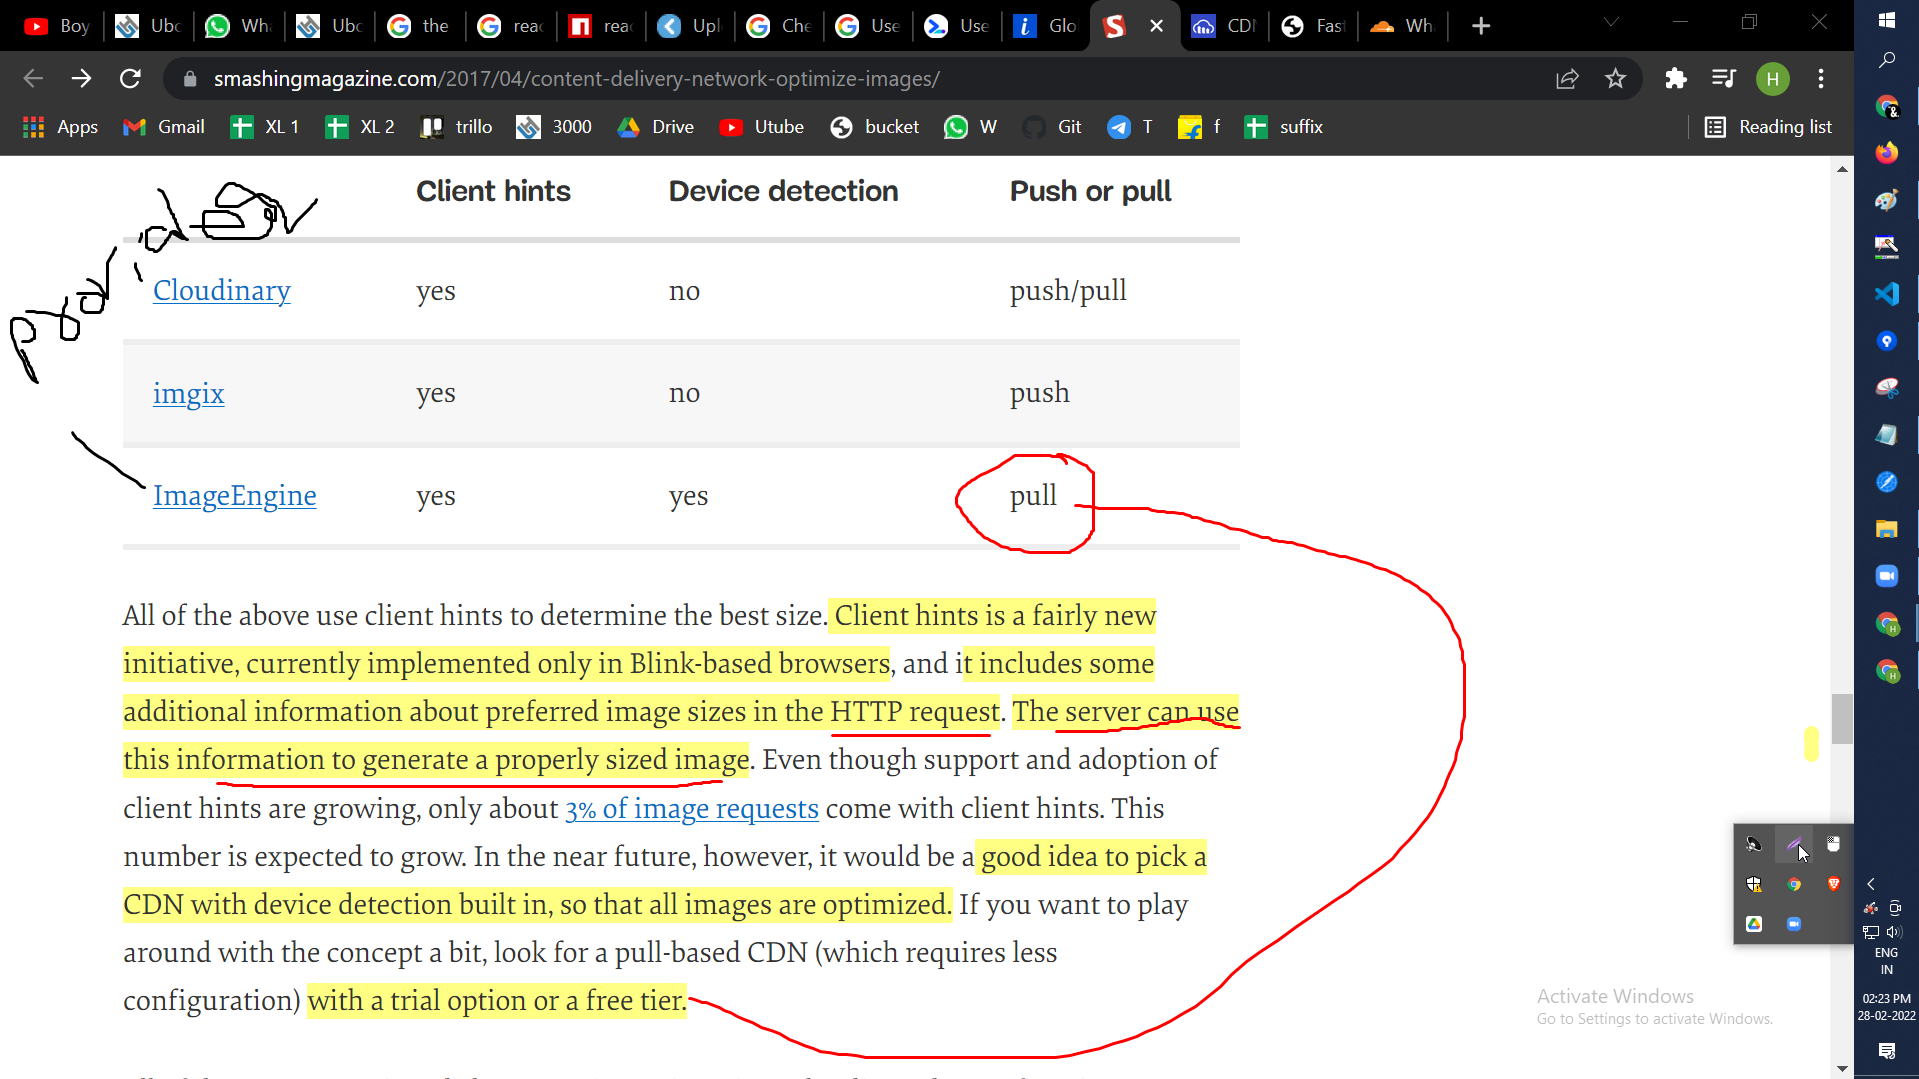 Boy
Ubc
Wha
Ubc
the
reac
reac
Upl
Che
Use
Use
Glo
CDN
Fast
Wha
smashingmagazine.com/2017/04/content-delivery-network-optimize-images/
H
Apps
Gmail
XL 1
XL 2
trillo
3000
Drive
Utube
bucket
W
Git
T
f
suffix
Reading list
Client hints Device detection Push or pull
Cloudinary yes no push/pull
imgix yes no push
ImageEngine yes yes pull
All of the above use client hints to determine the best size. Client hints is a fairly new
initiative, currently implemented only in Blink-based browsers, and it includes some
additional information about preferred image sizes in the HTTP request. The server can use
this information to generate a properly sized image. Even though support and adoption of
client hints are growing, only about 3% of image requests come with client hints. This
number is expected to grow. In the near future, however, it would be a good idea to pick a
CDN with device detection built in, so that all images are optimized. If you want to play
around with the concept a bit, look for a pull-based CDN (which requires less
configuration) with a trial option or a free tier.
Activate Windows
Go to Settings to activate Windows.
ENG
IN
02:23 PM
28-02-2022